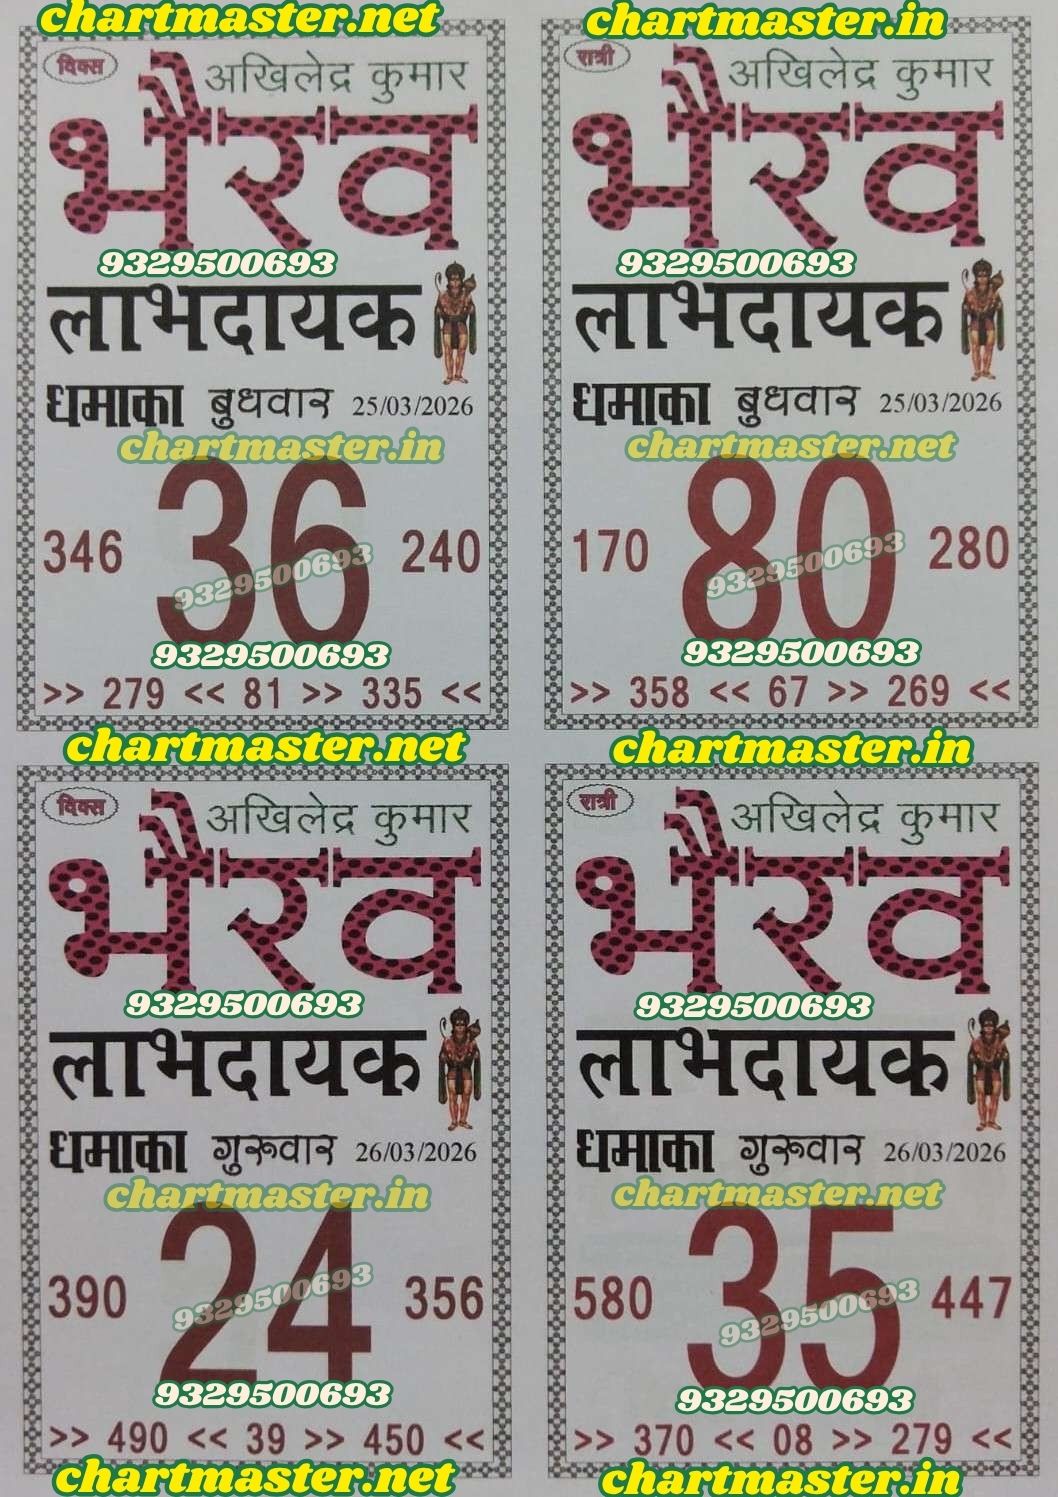 chartmaster.net
chartmaster.in
दिवस
अखिलेद्र कुमार
भैरव
9329500693
लाभदायक
धमाका बुधवार 25/03/2026
chartmaster.in
346 36 240
9329500693
9329500693
>> 279 << 81 >> 335 <<
रात्री
अखिलेद्र कुमार
भैरव
9329500693
लाभदायक
धमाका बुधवार 25/03/2026
chartmaster.net
170 80 280
9329500693
9329500693
>> 358 << 67 >> 269 <<
chartmaster.net
chartmaster.in
दिवस
अखिलेद्र कुमार
भैरव
9329500693
लाभदायक
धमाका गुरूवार 26/03/2026
chartmaster.in
390 24 356
9329500693
9329500693
>> 490 << 39 >> 450 <<
रात्री
अखिलेद्र कुमार
भैरव
9329500693
लाभदायक
धमाका गुरूवार 26/03/2026
chartmaster.net
580 35 447
9329500693
9329500693
>> 370 << 08 >> 279 <<
chartmaster.net
chartmaster.in